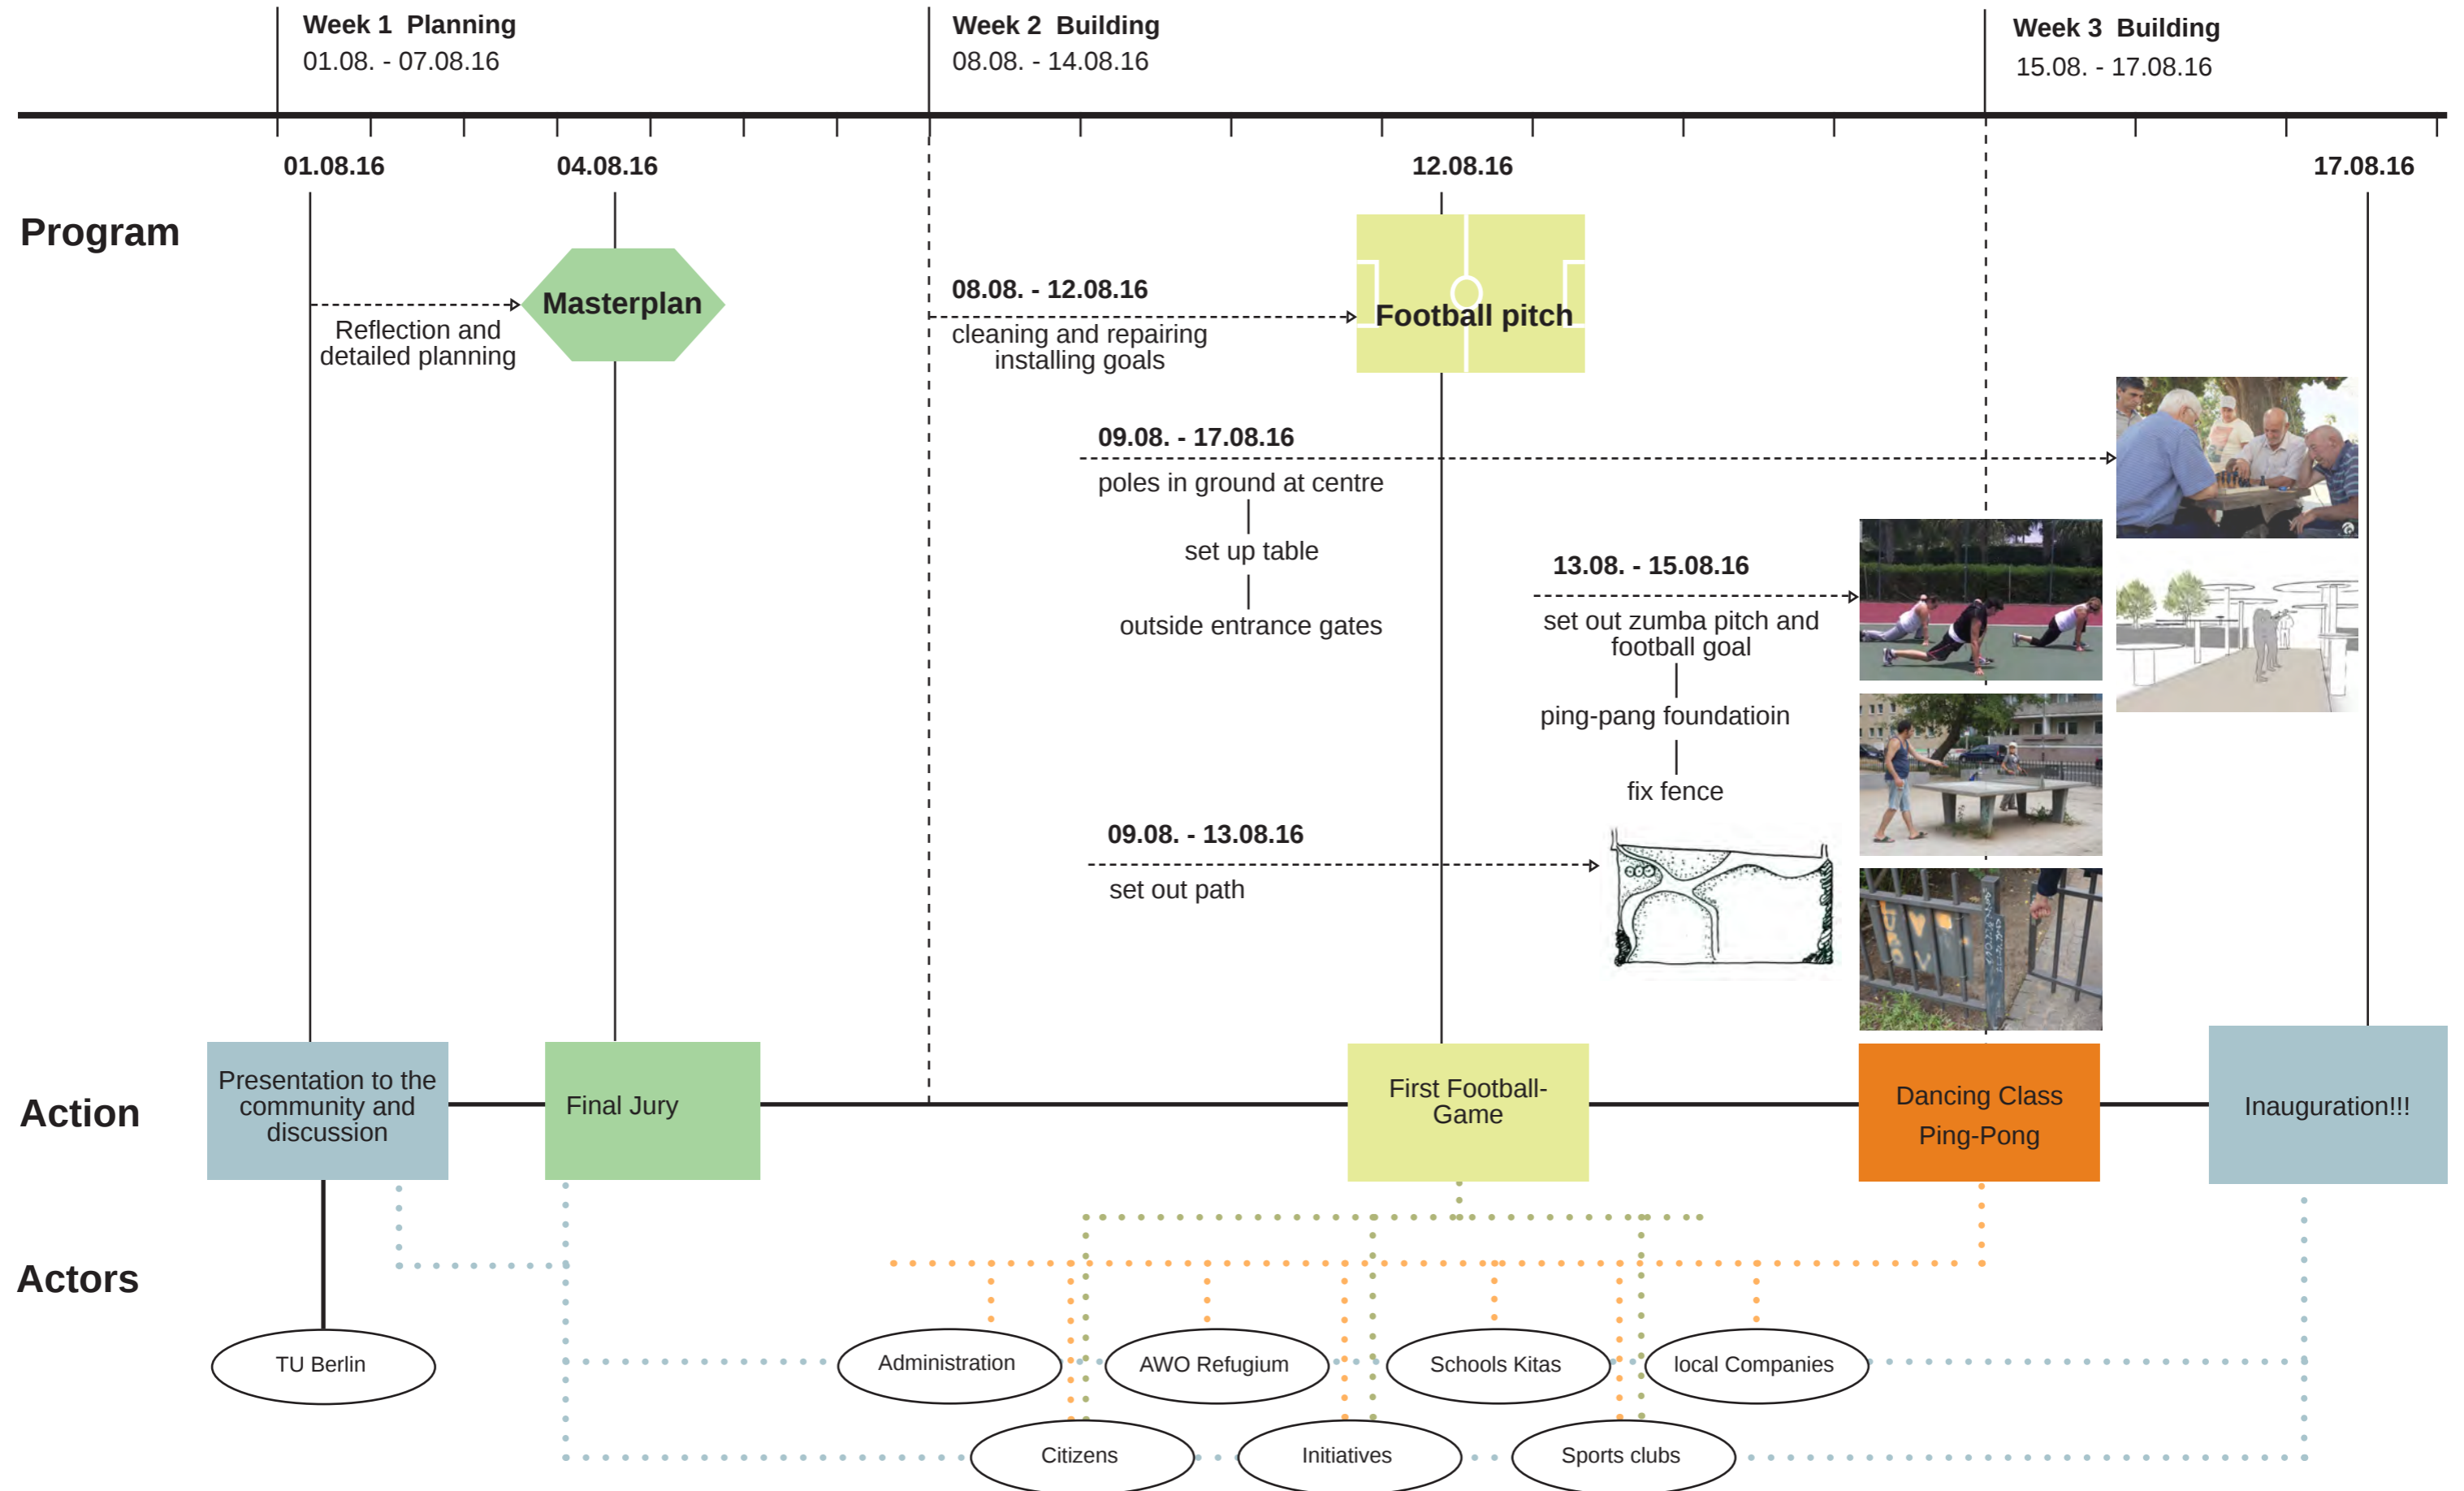 Week 1  Planning
01.08. - 07.08.16
Week 2  Building
08.08. - 14.08.16
Week 3  Building
15.08. - 17.08.16
01.08.16
04.08.16
12.08.16
17.08.16
Program
Masterplan
Reflection and
detailed planning
08.08. - 12.08.16
cleaning and repairing
installing goals
Football pitch
09.08. - 17.08.16
poles in ground at centre
set up table
outside entrance gates
13.08. - 15.08.16
set out zumba pitch and
football goal
ping-pang foundatioin
fix fence
09.08. - 13.08.16
set out path
Action
Presentation to the
community and
discussion
Final Jury
First Football-
Game
Dancing Class
Ping-Pong
Inauguration!!!
Actors
TU Berlin
Administration
AWO Refugium
Schools Kitas
local Companies
Citizens
Initiatives
Sports clubs